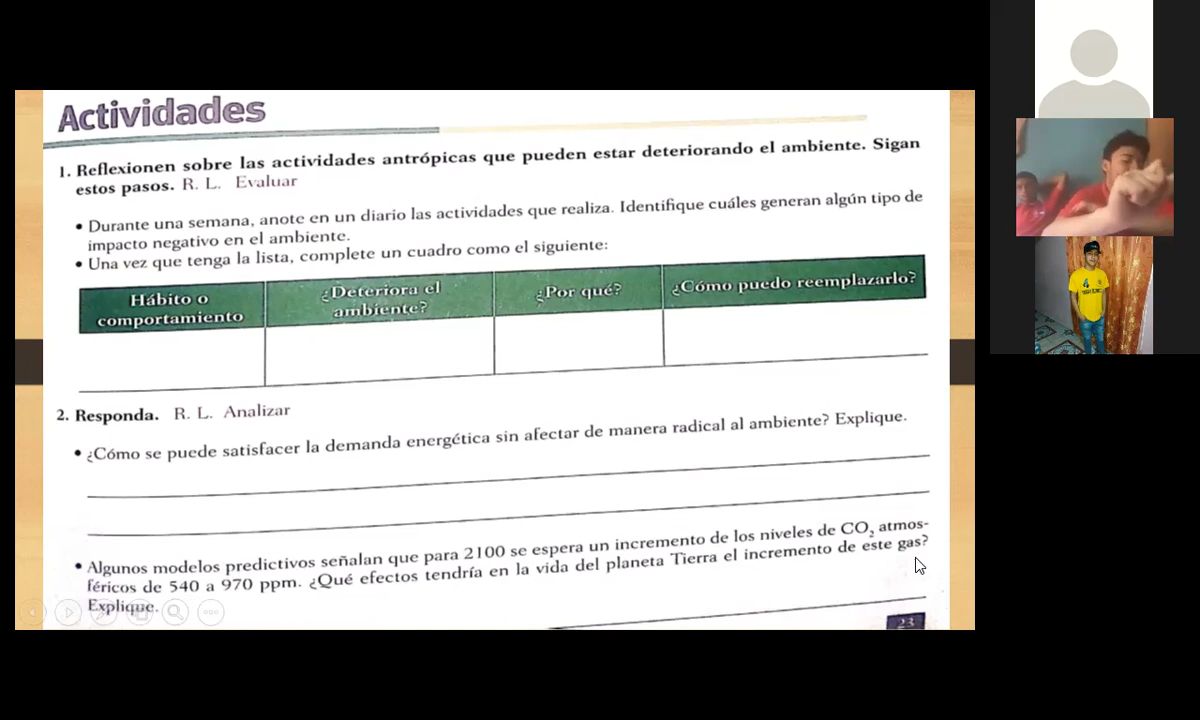 Actividades
1. Reflexionen sobre las actividades antrópicas que pueden estar deteriorando el ambiente. Sigan
estos pasos. R. L. Evaluar
• Durante una semana, anote en un diario las actividades que realiza. Identifique cuáles generan algún tipo de
impacto negativo en el ambiente.
• Una vez que tenga la lista, complete un cuadro como el siguiente:
Hábito o
comportamiento
¿Deteriora el
ambiente?
¿Por qué?
¿Cómo puedo reemplazarlo?
2. Responda. R. L. Analizar
• ¿Cómo se puede satisfacer la demanda energética sin afectar de manera radical al ambiente? Explique.
• Algunos modelos predictivos señalan que para 2100 se espera un incremento de los niveles de CO₂ atmos-
féricos de 540 a 970 ppm. ¿Qué efectos tendría en la vida del planeta Tierra el incremento de este gas?
Explique.
23